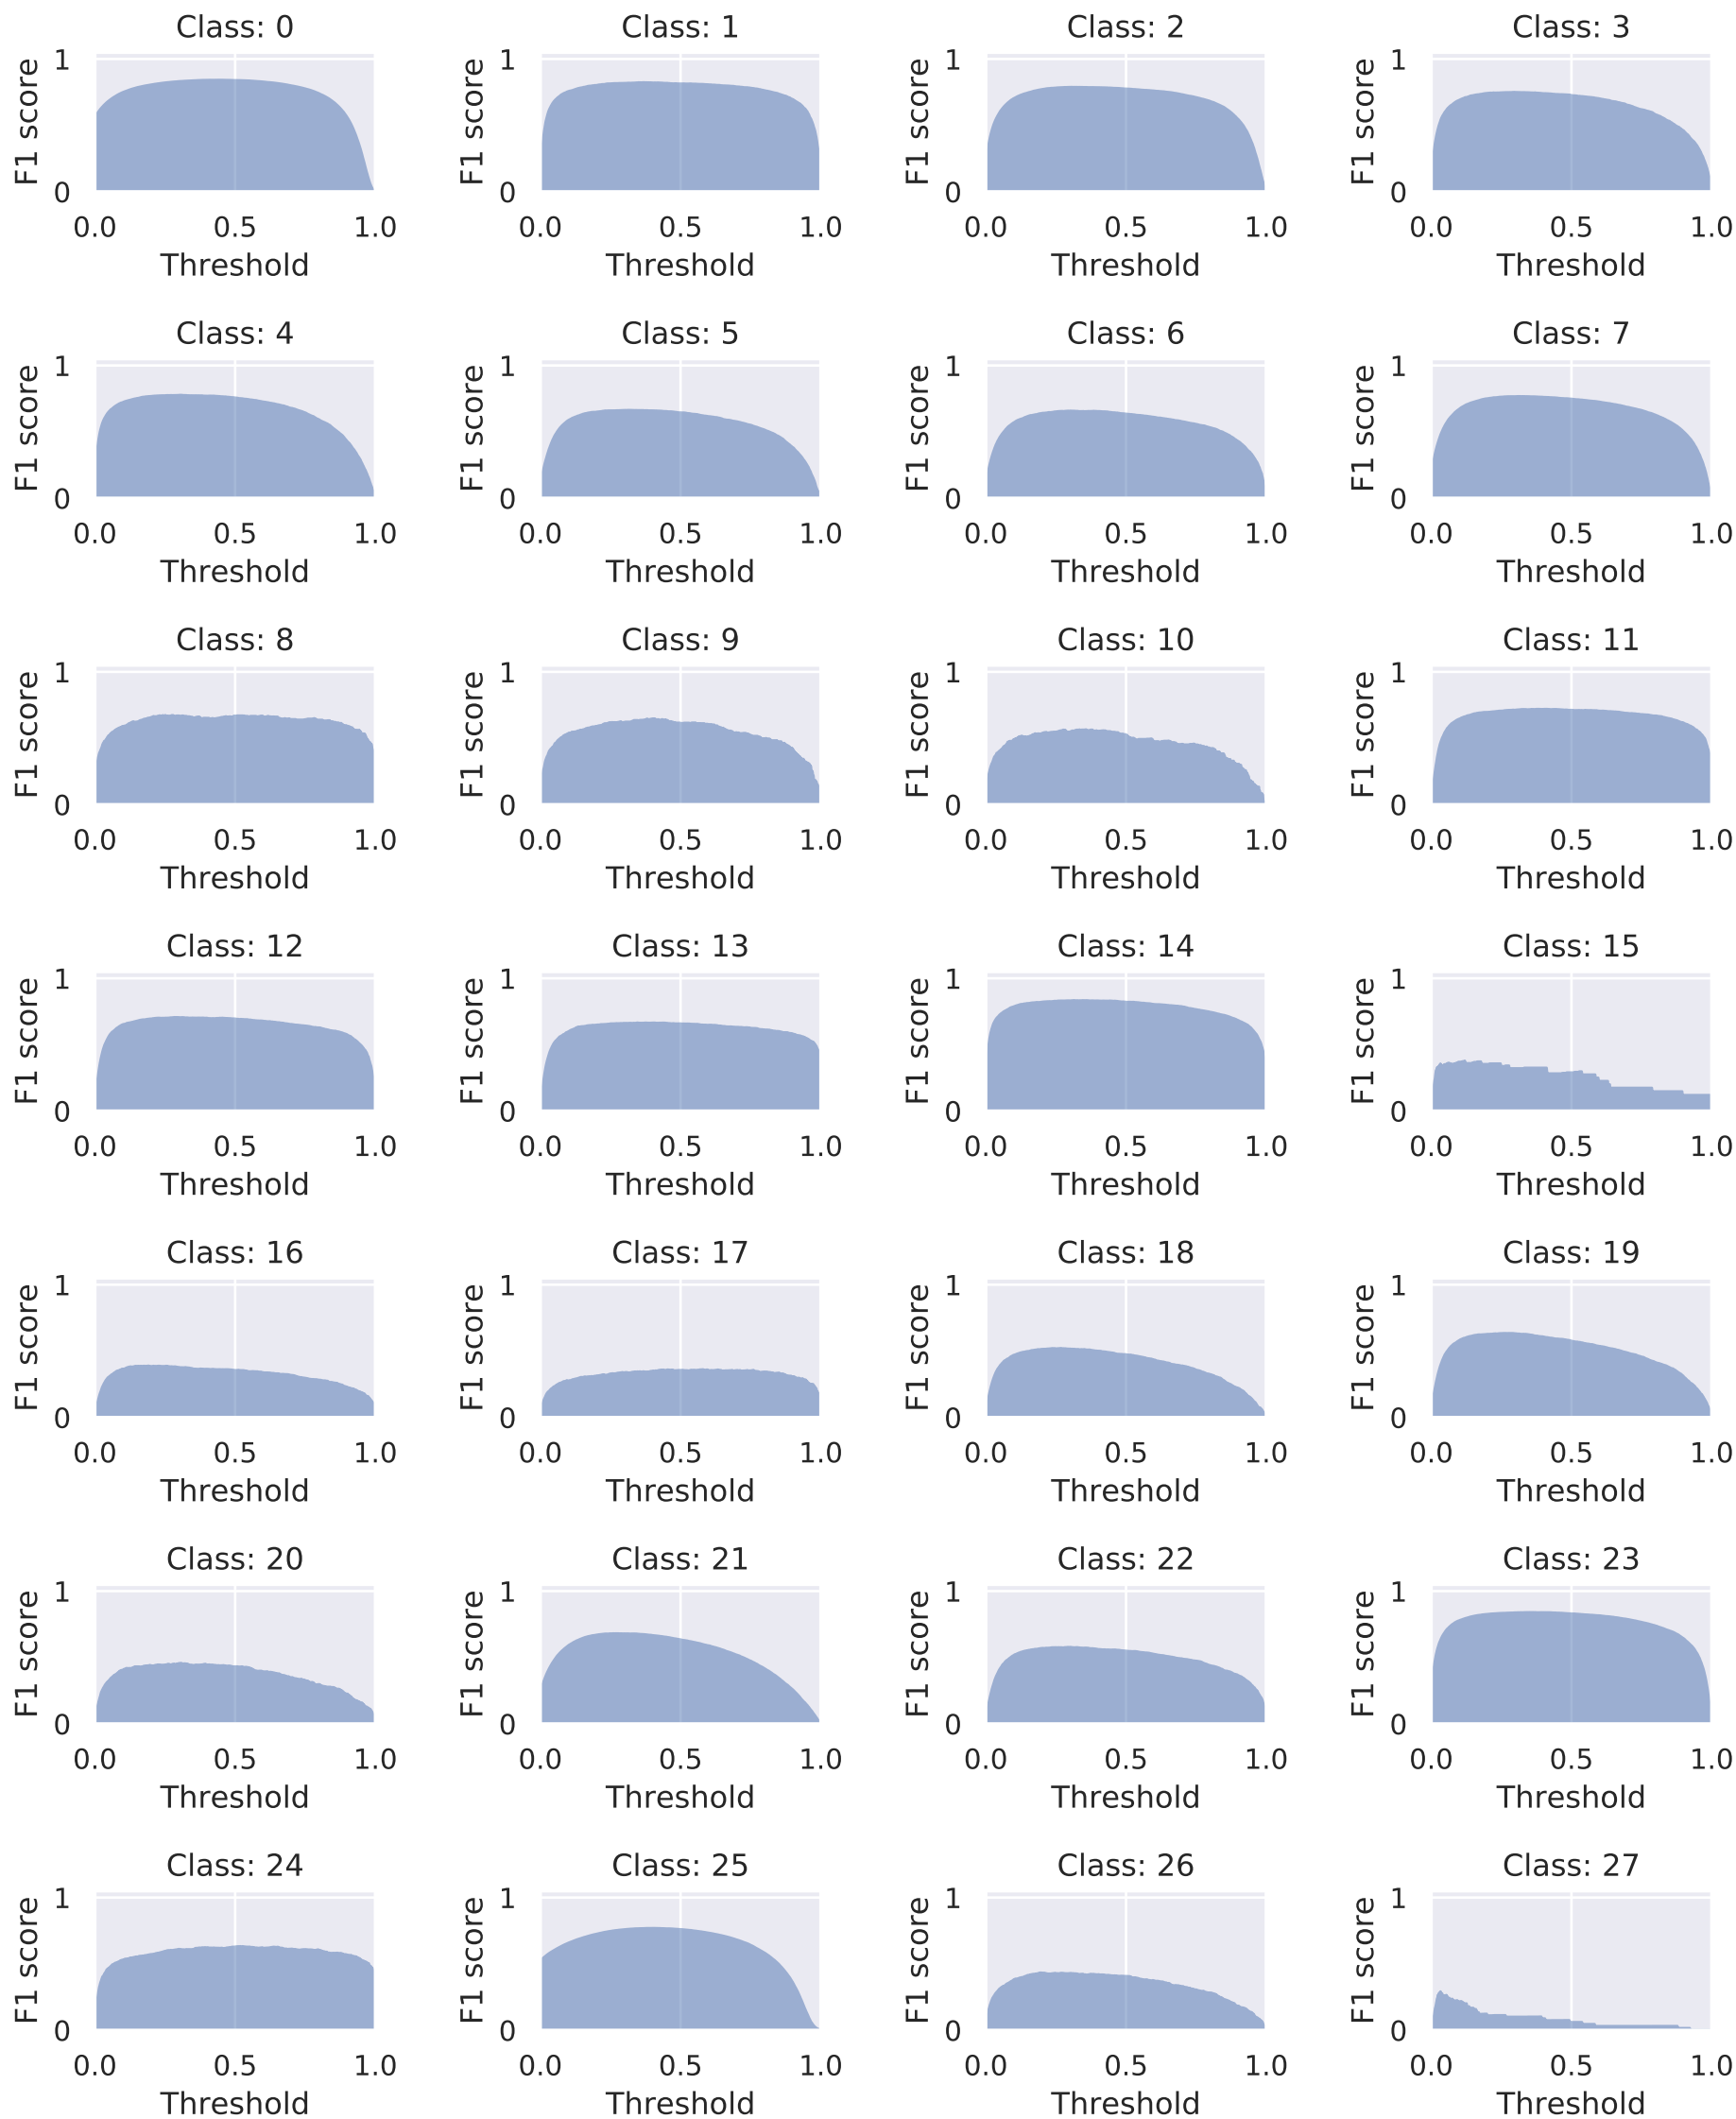 Class: 0 Class: 1 Class: 2 Class: 3
1 1 1 1
F1 score F1 score F1 score F1 score
0 0 0 0
0.0 0.5 1.0 0.0 0.5 1.0 0.0 0.5 1.0 0.0 0.5 1.0
Threshold Threshold Threshold Threshold
Class: 4 Class: 5 Class: 6 Class: 7
1 1 1 1
F1 score F1 score F1 score F1 score
0 0 0 0
0.0 0.5 1.0 0.0 0.5 1.0 0.0 0.5 1.0 0.0 0.5 1.0
Threshold Threshold Threshold Threshold
Class: 8 Class: 9 Class: 10 Class: 11
1 1 1 1
F1 score F1 score F1 score F1 score
0 0 0 0
0.0 0.5 1.0 0.0 0.5 1.0 0.0 0.5 1.0 0.0 0.5 1.0
Threshold Threshold Threshold Threshold
Class: 12 Class: 13 Class: 14 Class: 15
1 1 1 1
F1 score F1 score F1 score F1 score
0 0 0 0
0.0 0.5 1.0 0.0 0.5 1.0 0.0 0.5 1.0 0.0 0.5 1.0
Threshold Threshold Threshold Threshold
Class: 16 Class: 17 Class: 18 Class: 19
1 1 1 1
F1 score F1 score F1 score F1 score
0 0 0 0
0.0 0.5 1.0 0.0 0.5 1.0 0.0 0.5 1.0 0.0 0.5 1.0
Threshold Threshold Threshold Threshold
Class: 20 Class: 21 Class: 22 Class: 23
1 1 1 1
F1 score F1 score F1 score F1 score
0 0 0 0
0.0 0.5 1.0 0.0 0.5 1.0 0.0 0.5 1.0 0.0 0.5 1.0
Threshold Threshold Threshold Threshold
Class: 24 Class: 25 Class: 26 Class: 27
1 1 1 1
F1 score F1 score F1 score F1 score
0 0 0 0
0.0 0.5 1.0 0.0 0.5 1.0 0.0 0.5 1.0 0.0 0.5 1.0
Threshold Threshold Threshold Threshold